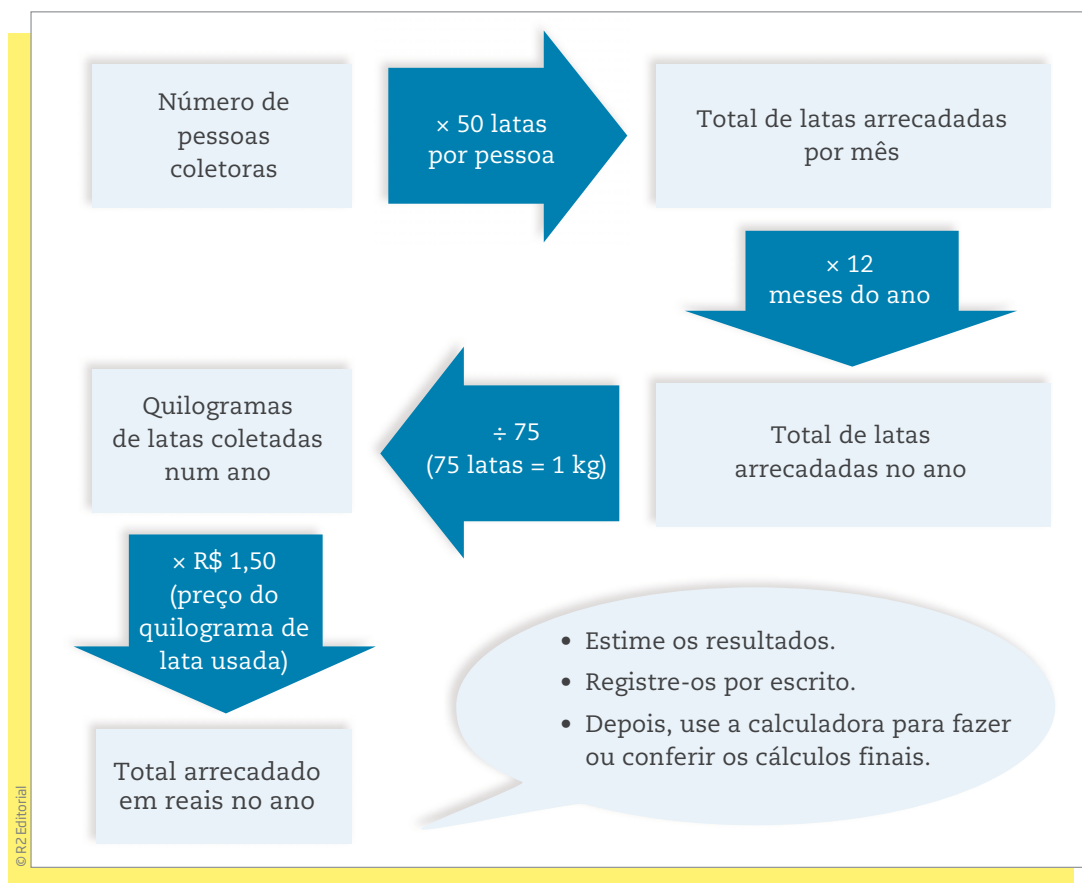 Número de
pessoas
coletoras
× 50 latas
por pessoa
Total de latas arrecadadas
por mês
× 12
meses do ano
Total de latas
arrecadadas no ano
÷ 75
(75 latas = 1 kg)
Quilogramas
de latas coletadas
num ano
× R$ 1,50
(preço do
quilograma de
lata usada)
Total arrecadado
em reais no ano
• Estime os resultados.
• Registre-os por escrito.
• Depois, use a calculadora para fazer
ou conferir os cálculos finais.
© R2 Editorial